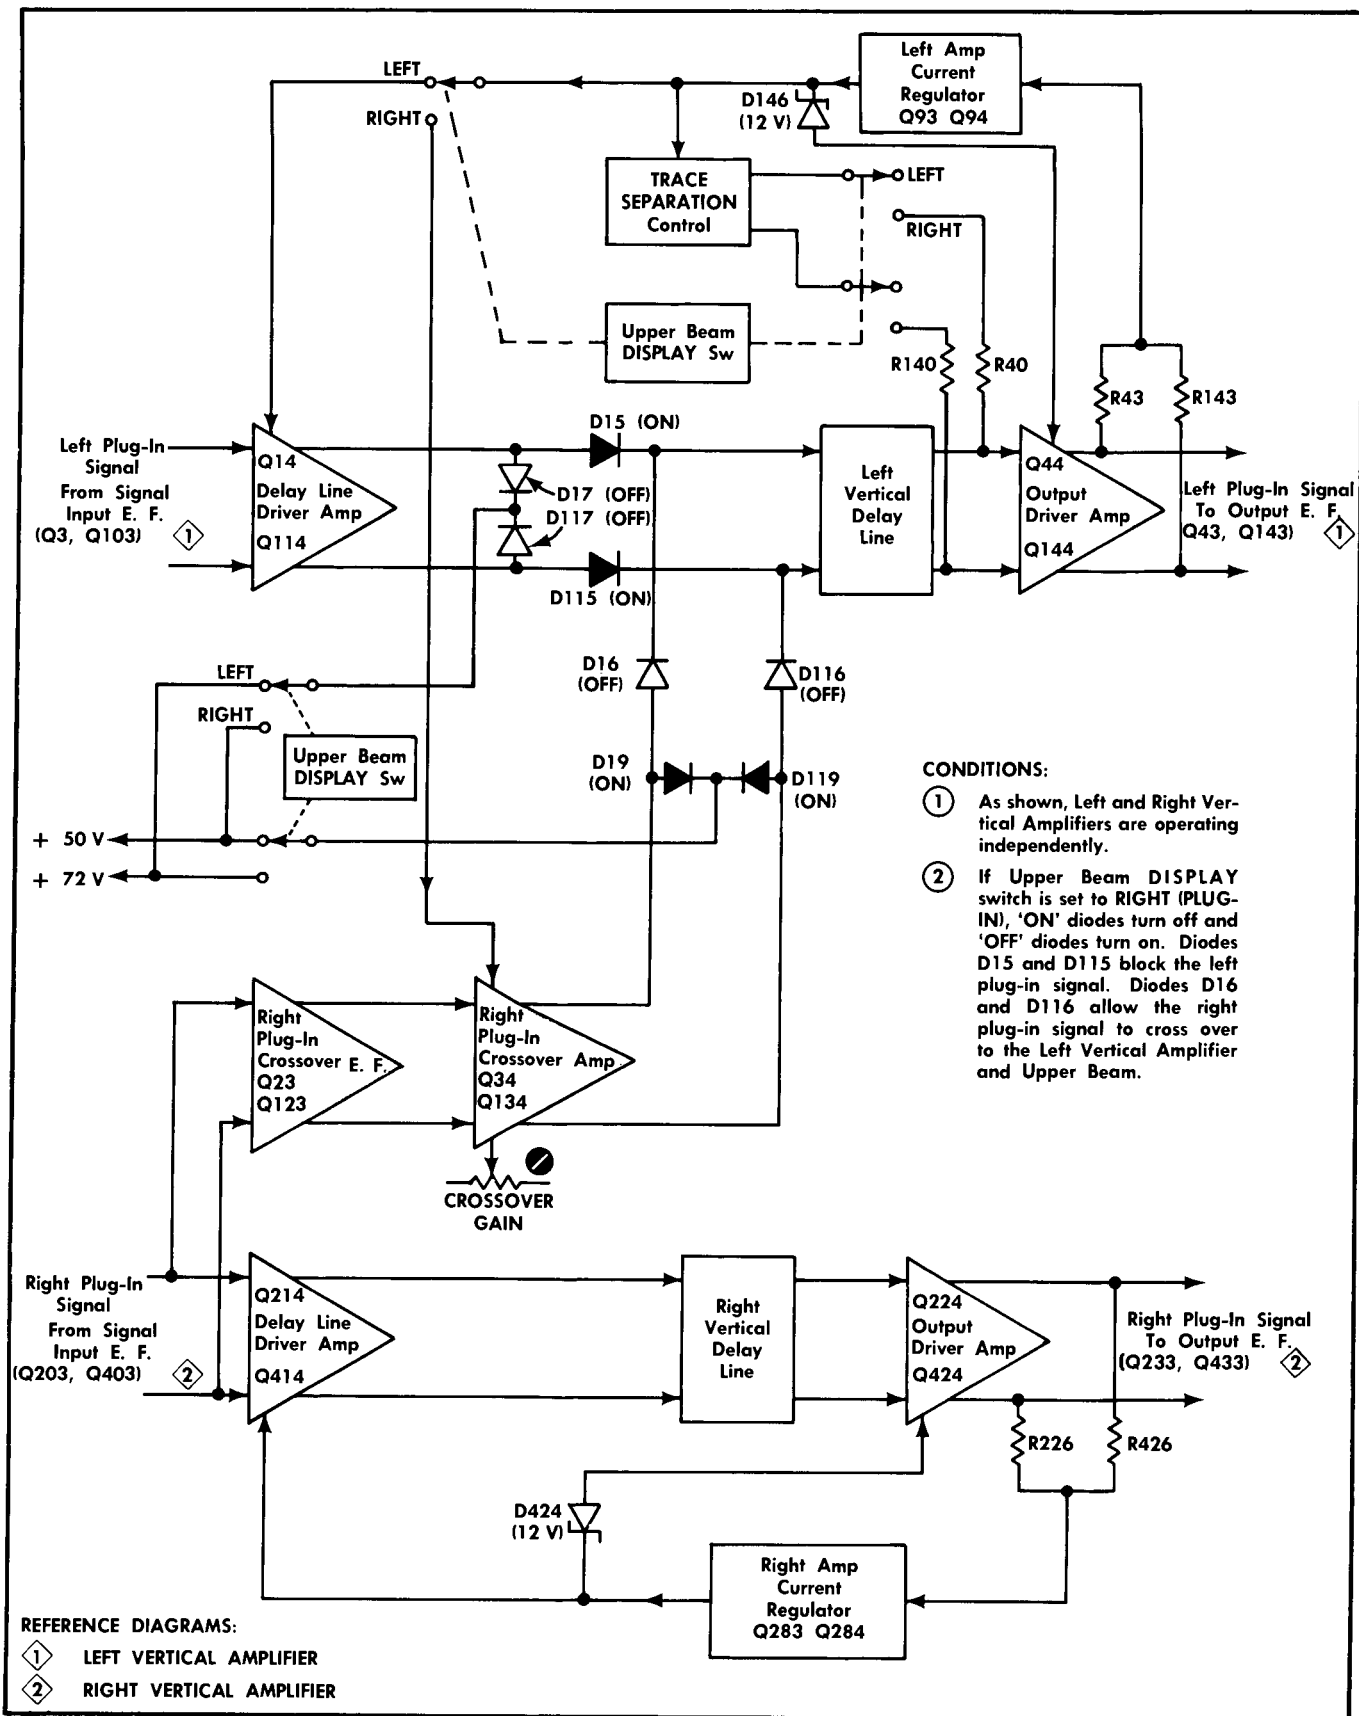 Left Amp
Current
Regulator
Q93 Q94
LEFT
RIGHT
D146
(12 V)
TRACE
SEPARATION
Control
LEFT
RIGHT
Upper Beam
DISPLAY Sw
R140
R40
R43
R143
D15 (ON)
Left Plug-In
Signal
From Signal
Input E. F.
(Q3, Q103)
1
Q14
Delay Line
Driver Amp
Q114
D17 (OFF)
D117 (OFF)
D115 (ON)
Left
Vertical
Delay
Line
Q44
Output
Driver Amp
Q144
Left Plug-In Signal
To Output E. F.
Q43, Q143)
1
D16
(OFF)
D116
(OFF)
LEFT
RIGHT
Upper Beam
DISPLAY Sw
D19
(ON)
D119
(ON)
+ 50 V
+ 72 V
CONDITIONS:
1 As shown, Left and Right Ver-
tical Amplifiers are operating
independently.
2 If Upper Beam DISPLAY
switch is set to RIGHT (PLUG-
IN), 'ON' diodes turn off and
'OFF' diodes turn on. Diodes
D15 and D115 block the left
plug-in signal. Diodes D16
and D116 allow the right
plug-in signal to cross over
to the Left Vertical Amplifier
and Upper Beam.
Right
Plug-In
Crossover E. F.
Q23
Q123
Right
Plug-In
Crossover Amp
Q34
Q134
CROSSOVER
GAIN
Right Plug-In
Signal
From Signal
Input E. F.
(Q203, Q403)
2
Q214
Delay Line
Driver Amp
Q414
Right
Vertical
Delay
Line
Q224
Output
Driver Amp
Q424
Right Plug-In Signal
To Output E. F.
(Q233, Q433)
2
R226
R426
D424
(12 V)
Right Amp
Current
Regulator
Q283 Q284
REFERENCE DIAGRAMS:
1 LEFT VERTICAL AMPLIFIER
2 RIGHT VERTICAL AMPLIFIER